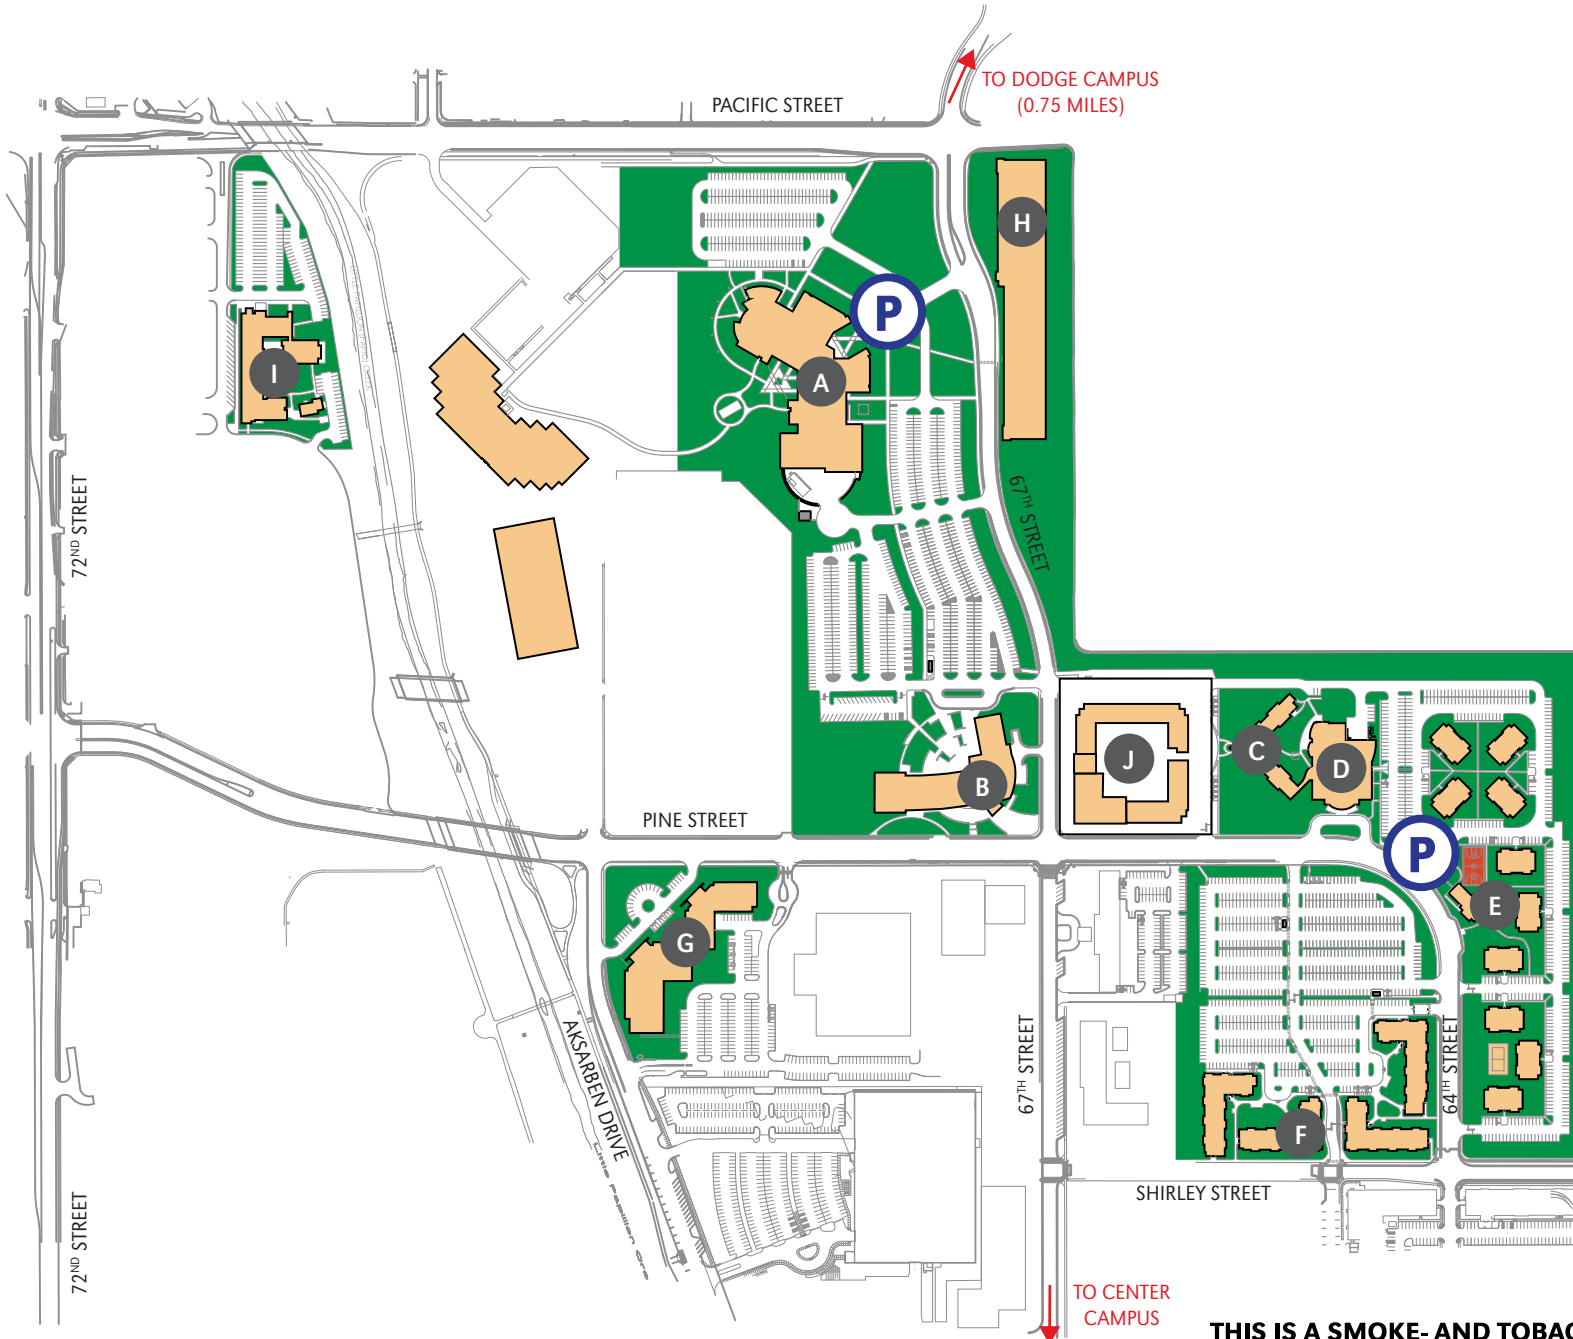 TO DODGE CAMPUS
(0.75 MILES)
PACIFIC STREET
H
P
I
A
72ND STREET
67TH STREET
J
C
D
B
PINE STREET
P
E
G
AKSARBEN DRIVE
67TH STREET
64TH STREET
F
SHIRLEY STREET
72ND STREET
TO CENTER
CAMPUS
THIS IS A SMOKE- AND TOBAC